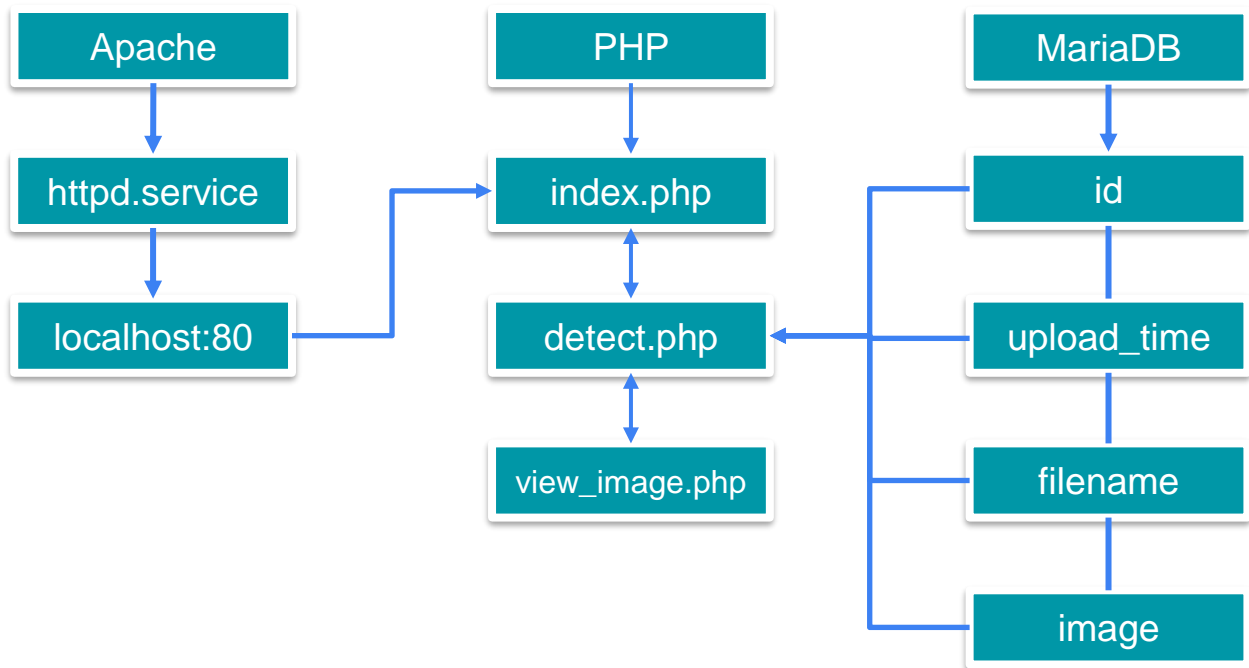 Apache
PHP
MariaDB
httpd.service
index.php
id
localhost:80
detect.php
upload_time
view_image.php
filename
image